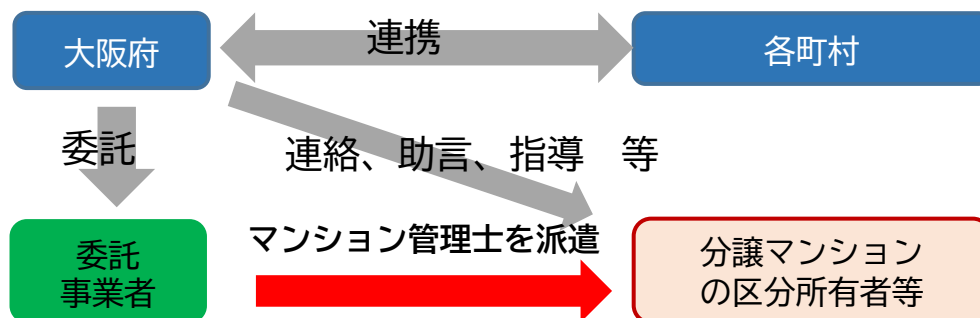 大阪府
連携
各町村
委託
連絡、助言、指導　等
委託
事業者
マンション管理士を派遣
分譲マンション
の区分所有者等